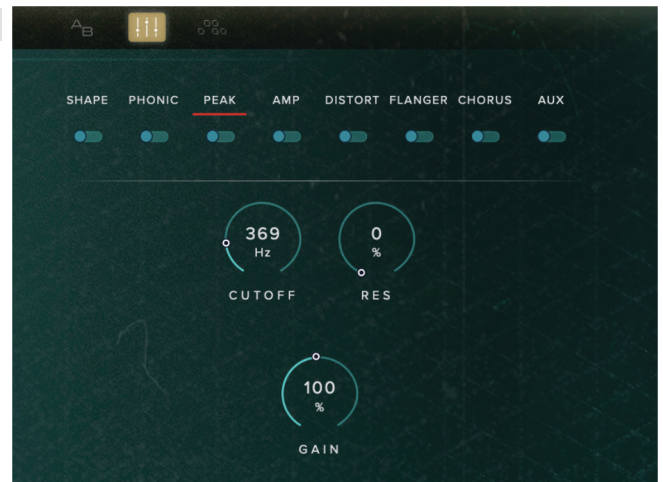 A B
SHAPE PHONIC PEAK AMP DISTORT FLANGER CHORUS AUX
369 0
Hz %
CUTOFF RES
100
%
GAIN